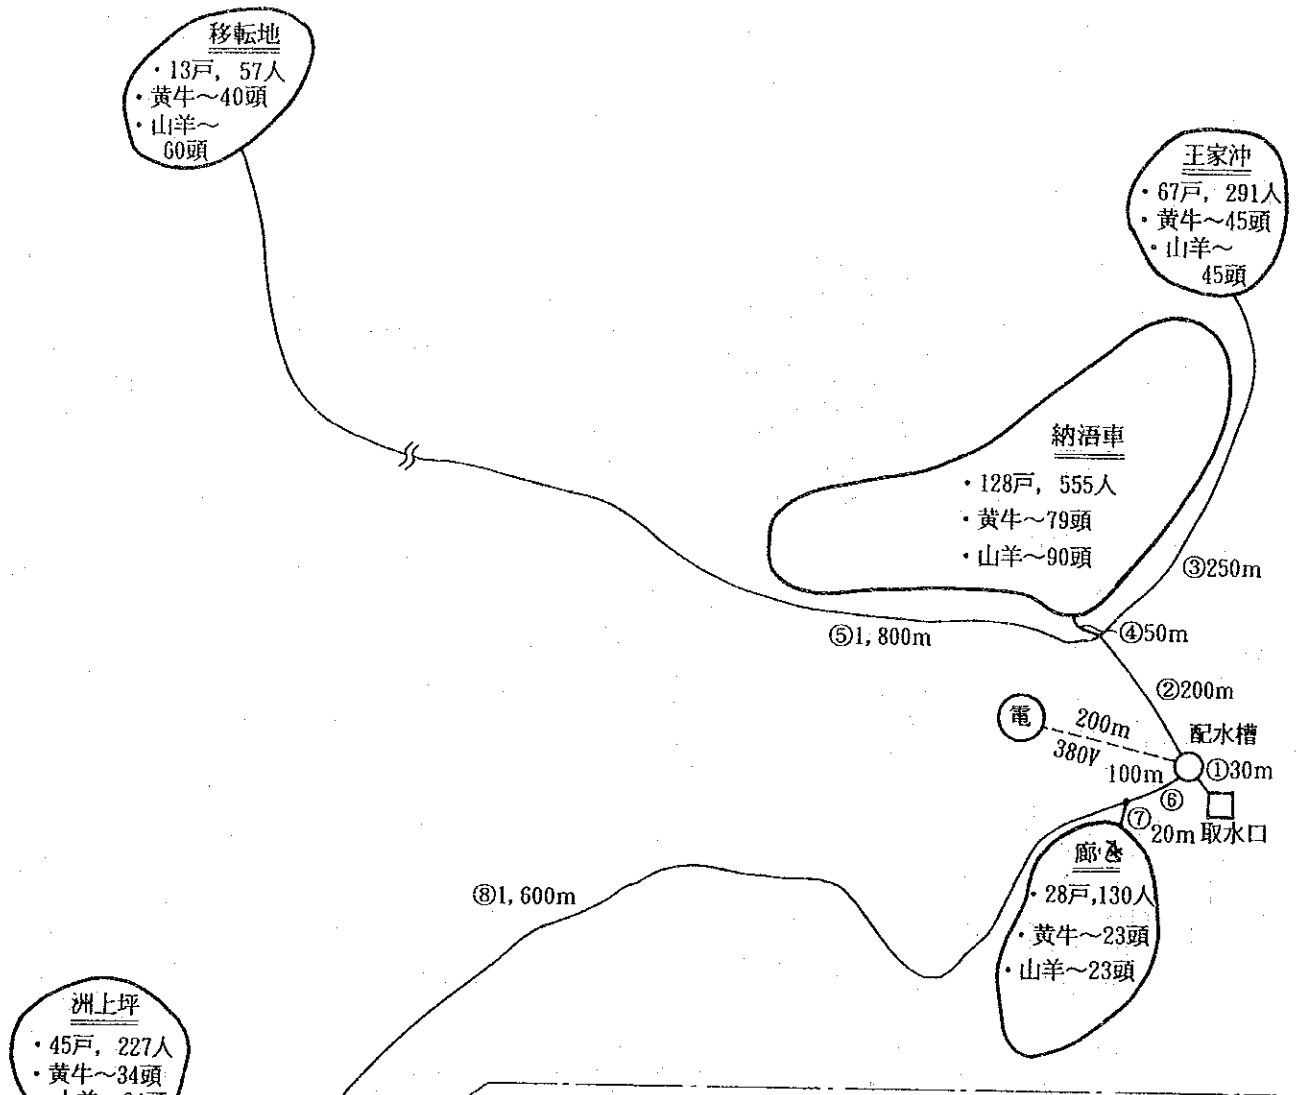 移転地
・13戸, 57人
・黄牛～40頭
・山羊～
60頭
王家沖
・67戸, 291人
・黄牛～45頭
・山羊～
45頭
納浯車
・128戸, 555人
・黄牛～79頭
・山羊～90頭
③250m
④50m
⑤1,800m
②200m
電
200m
380V
配水槽
①30m
100m
⑥
⑦
20m
取水口
廊
・28戸,130人
・黄牛～23頭
・山羊～23頭
⑧1,600m
洲上坪
・45戸, 227人
・黄牛～34頭